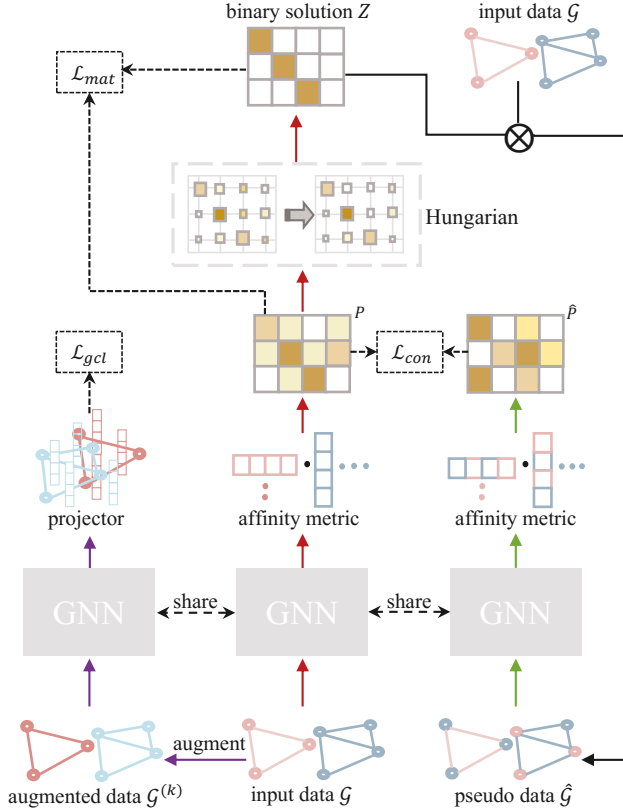 binary solution Z
input data 𝒢
ℒ_mat
Hungarian
P
P̂
ℒ_gcl
ℒ_con
projector
affinity metric
affinity metric
GNN
share
GNN
share
GNN
augment
augmented data 𝒢^(k)
input data 𝒢
pseudo data 𝒢̂